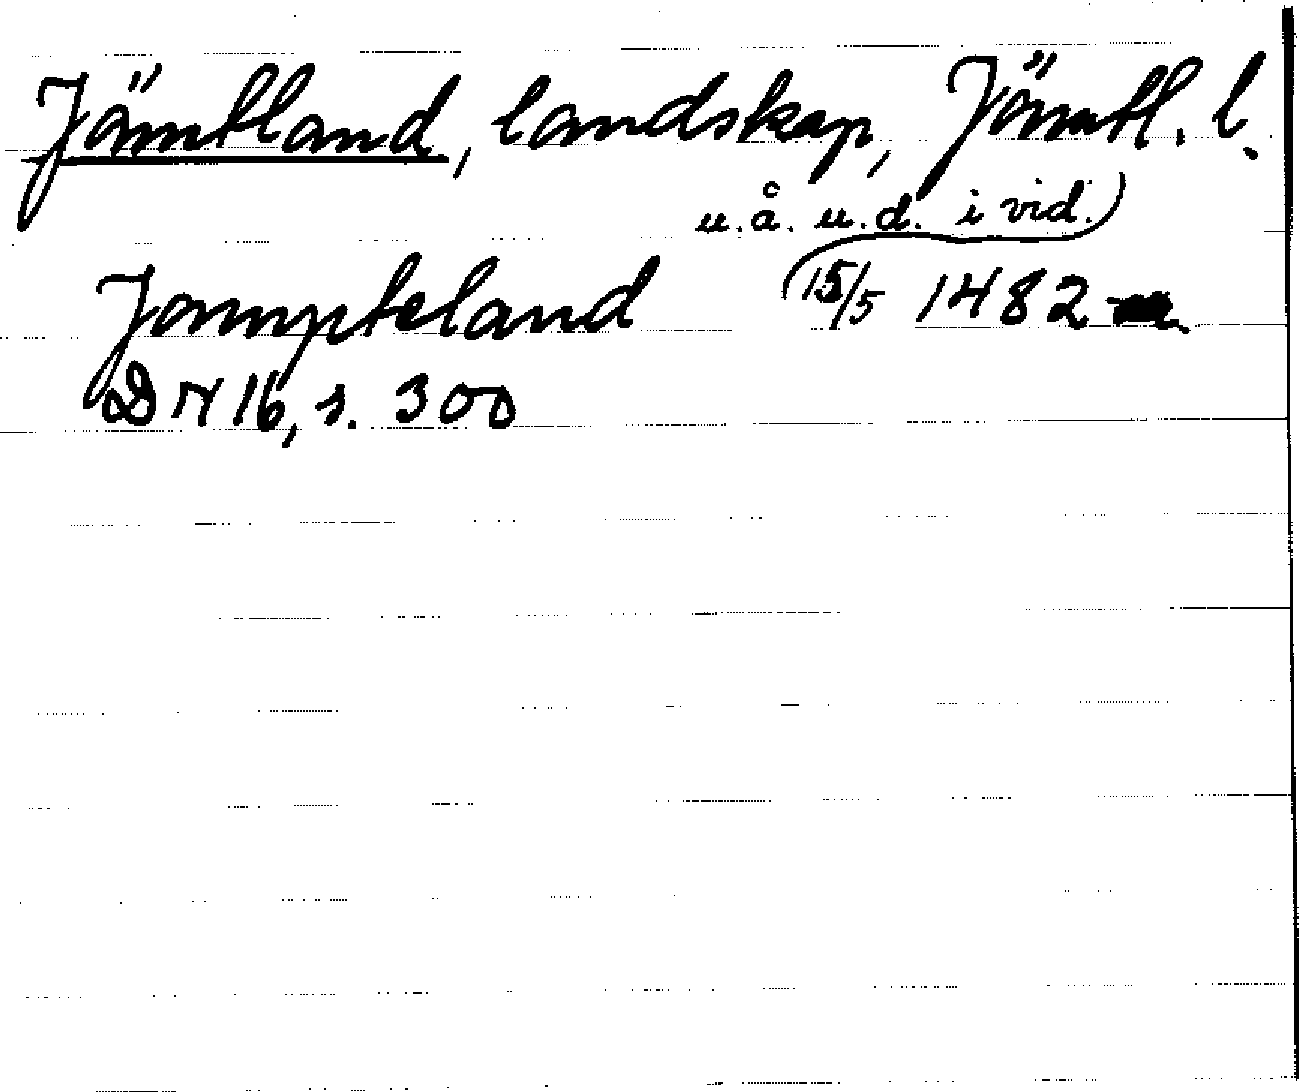 Jämtland, landskap, Jämtl. l.
u.å. u.d. i vid.)
Jampteland (15/5 1482
DN 16, s. 300